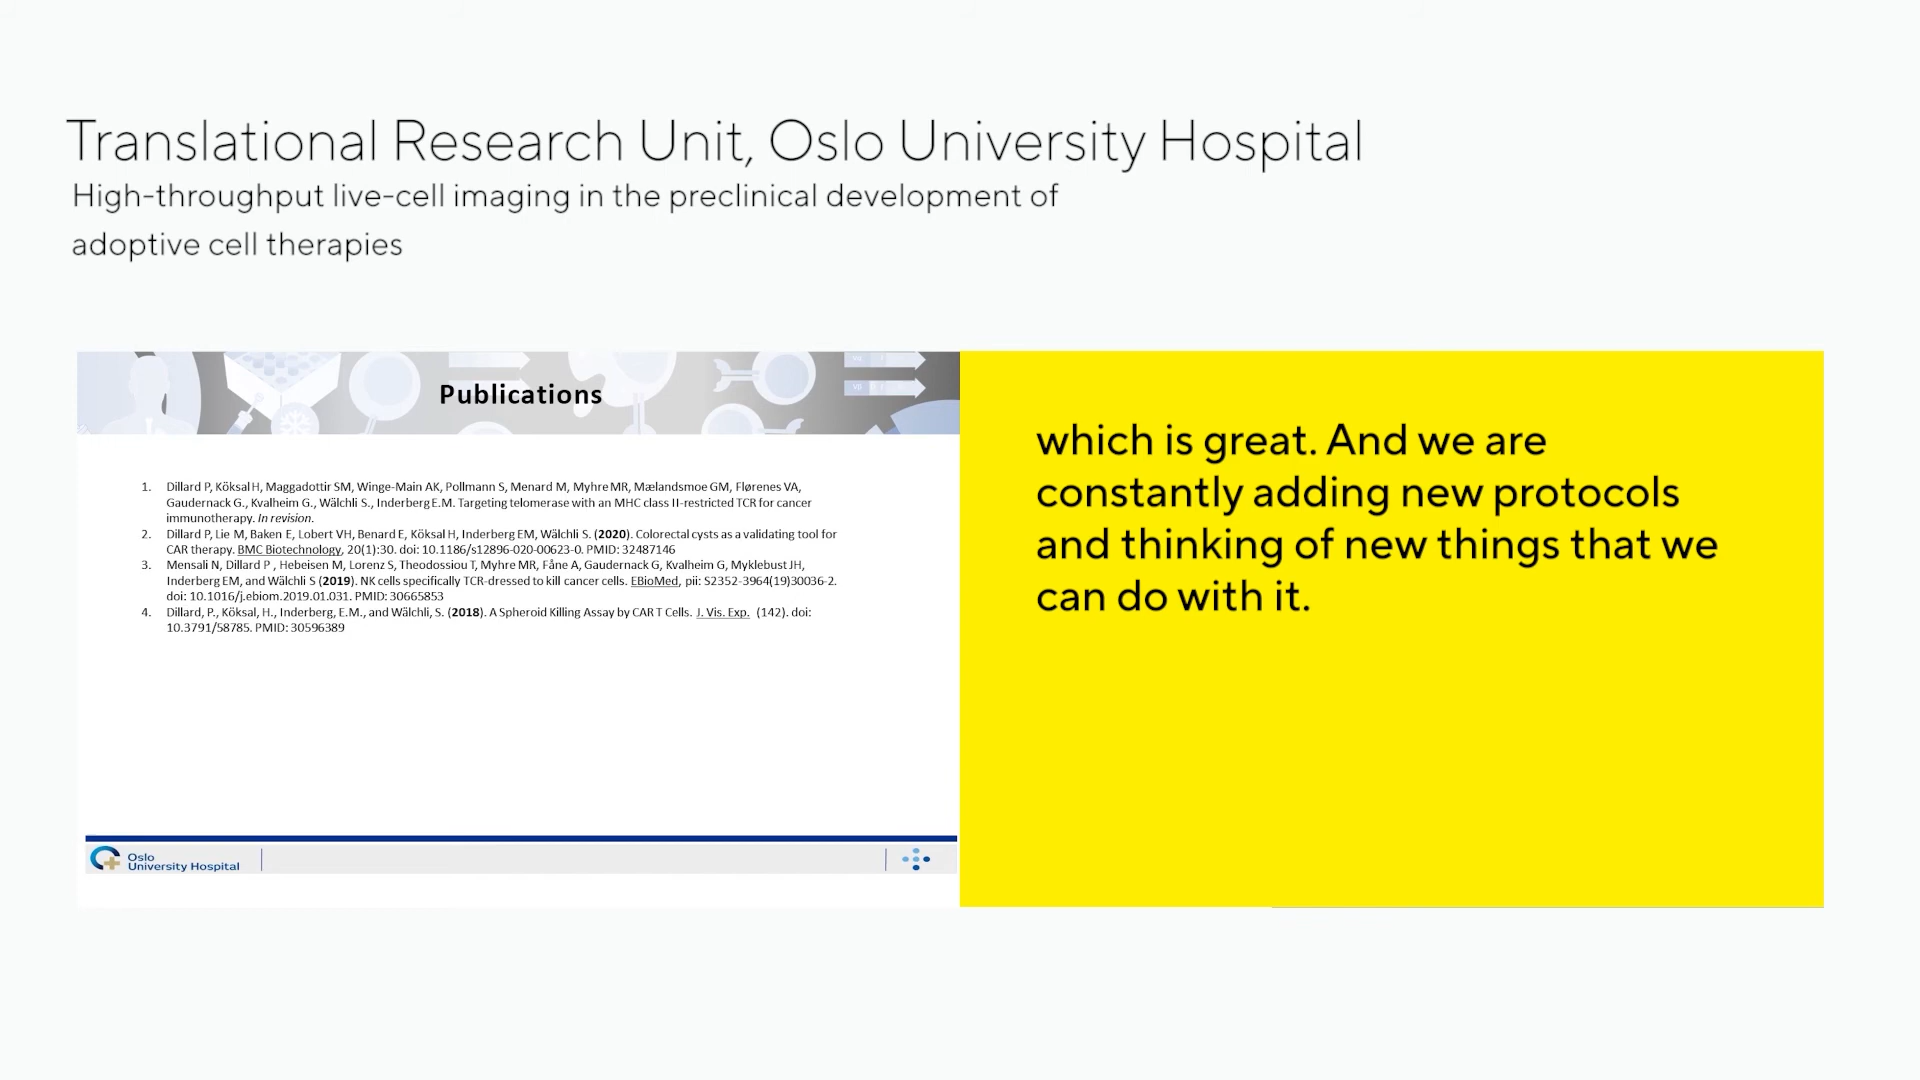 Translational Research Unit, Oslo University Hospital
High-throughput live-cell imaging in the preclinical development of
adoptive cell therapies
Publications
1. Dillard P, Köksal H, Maggadottir SM, Winge-Main AK, Pollmann S, Menard M, Myhre MR, Mælandsmoe GM, Flørenes VA,
Gaudernack G., Kvalheim G., Wälchli S., Inderberg E.M. Targeting telomerase with an MHC class II-restricted TCR for cancer
immunotherapy. In revision.
2. Dillard P, Lie M, Baken E, Lobert VH, Benard E, Köksal H, Inderberg EM, Wälchli S. (2020). Colorectal cysts as a validating tool for
CAR therapy. BMC Biotechnology, 20(1):30. doi: 10.1186/s12896-020-00623-0. PMID: 32487146
3. Mensali N, Dillard P , Hebeisen M, Lorenz S, Theodossiou T, Myhre MR, Fåne A, Gaudernack G, Kvalheim G, Myklebust JH,
Inderberg EM, and Wälchli S (2019). NK cells specifically TCR-dressed to kill cancer cells. EBioMed, pii: S2352-3964(19)30036-2.
doi: 10.1016/j.ebiom.2019.01.031. PMID: 30665853
4. Dillard, P., Köksal, H., Inderberg, E.M., and Wälchli, S. (2018). A Spheroid Killing Assay by CAR T Cells. J. Vis. Exp. (142). doi:
10.3791/58785. PMID: 30596389
Oslo
University Hospital
which is great. And we are
constantly adding new protocols
and thinking of new things that we
can do with it.